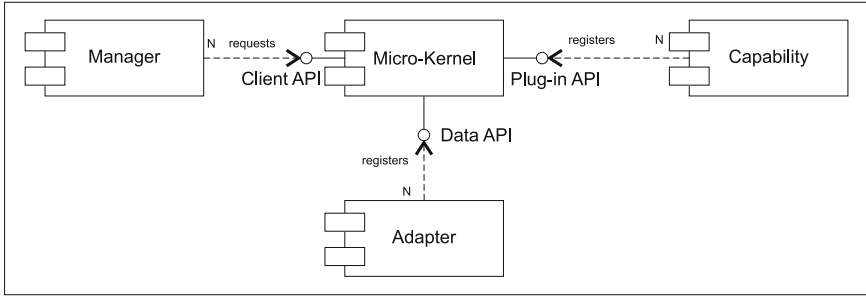 Manager
N
requests
Client API
Micro-Kernel
Plug-in API
registers
N
Capability
Data API
registers
N
Adapter